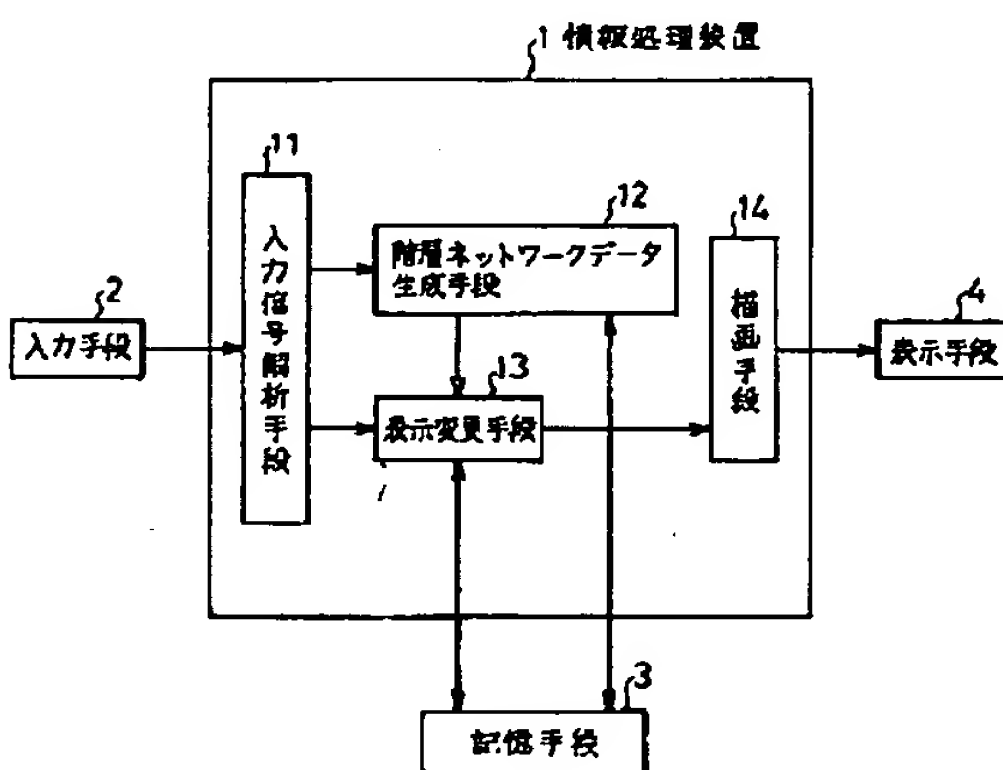 1 情報処理装置
11
入力信号解析手段
12
階層ネットワークデータ
生成手段
14
描画手段
2
入力手段
4
表示手段
13
表示変更手段
3
記憶手段